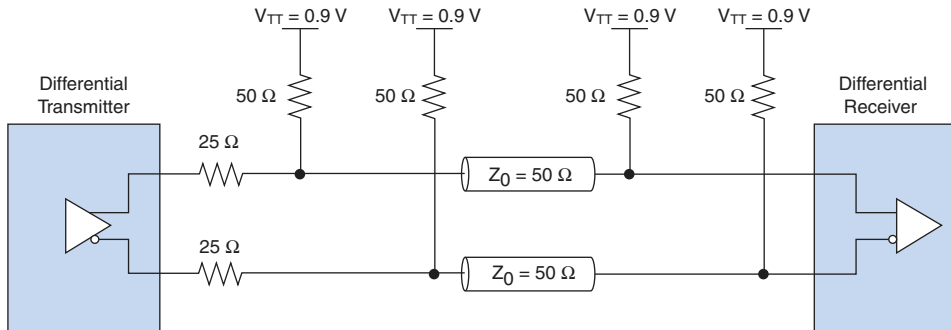 V_TT = 0.9 V V_TT = 0.9 V V_TT = 0.9 V V_TT = 0.9 V
Differential
Transmitter
Differential
Receiver
50 Ω 50 Ω 50 Ω 50 Ω
25 Ω
Z_0 = 50 Ω
25 Ω
Z_0 = 50 Ω